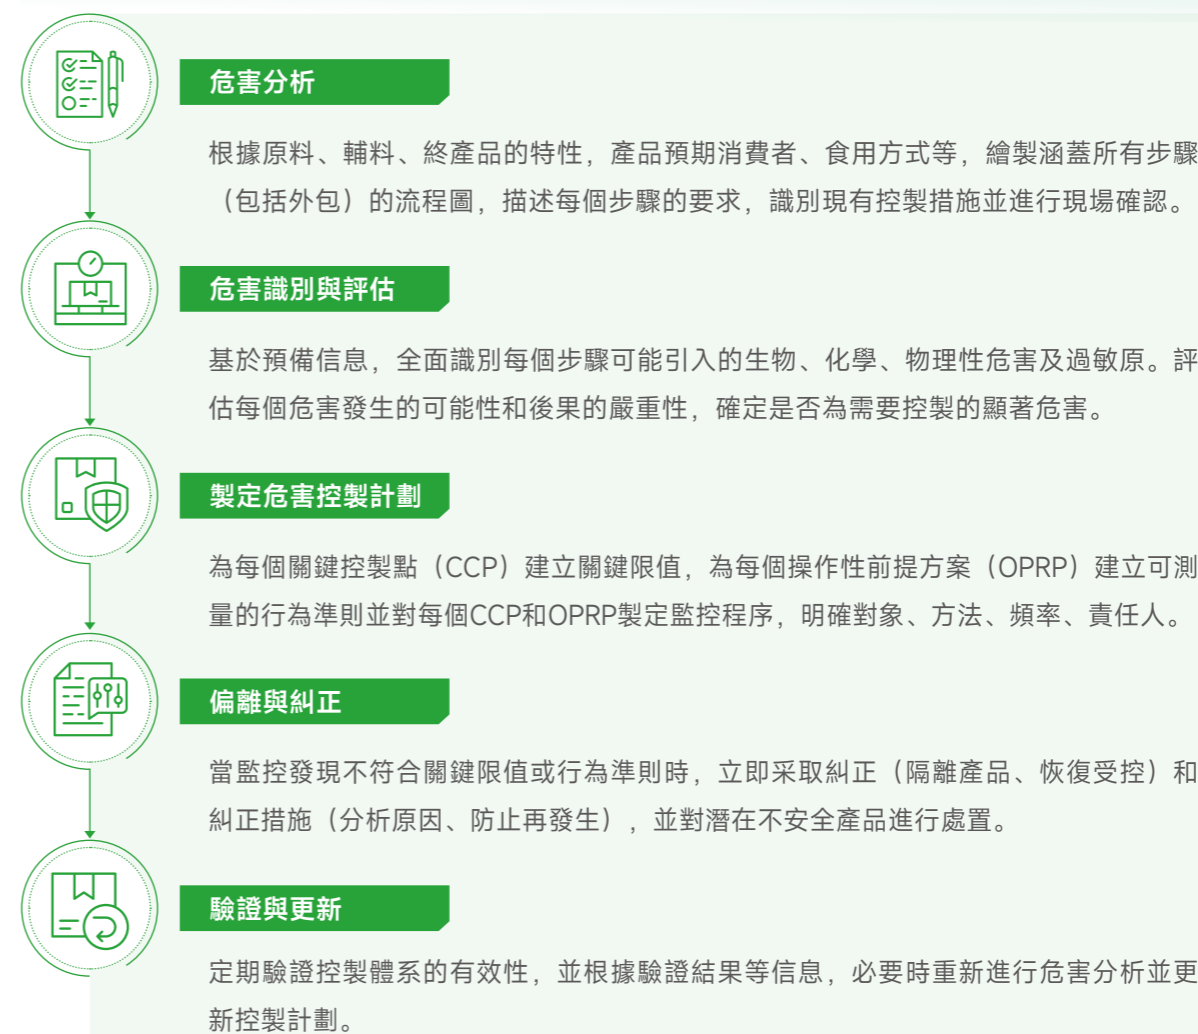 危害分析
根據原料、輔料、終產品的特性，產品預期消費者、食用方式等，繪製涵蓋所有步驟
（包括外包）的流程圖，描述每個步驟的要求，識別現有控製措施並進行現場確認。
危害識別與評估
基於預備信息，全面識別每個步驟可能引入的生物、化學、物理性危害及過敏原。評
估每個危害發生的可能性和後果的嚴重性，確定是否為需要控製的顯著危害。
製定危害控製計劃
為每個關鍵控製點（CCP）建立關鍵限值，為每個操作性前提方案（OPRP）建立可測
量的行為準則並對每個CCP和OPRP製定監控程序，明確對象、方法、頻率、責任人。
偏離與糾正
當監控發現不符合關鍵限值或行為準則時，立即采取糾正（隔離產品、恢復受控）和
糾正措施（分析原因、防止再發生），並對潛在不安全產品進行處置。
驗證與更新
定期驗證控製體系的有效性，並根據驗證結果等信息，必要時重新進行危害分析並更
新控製計劃。